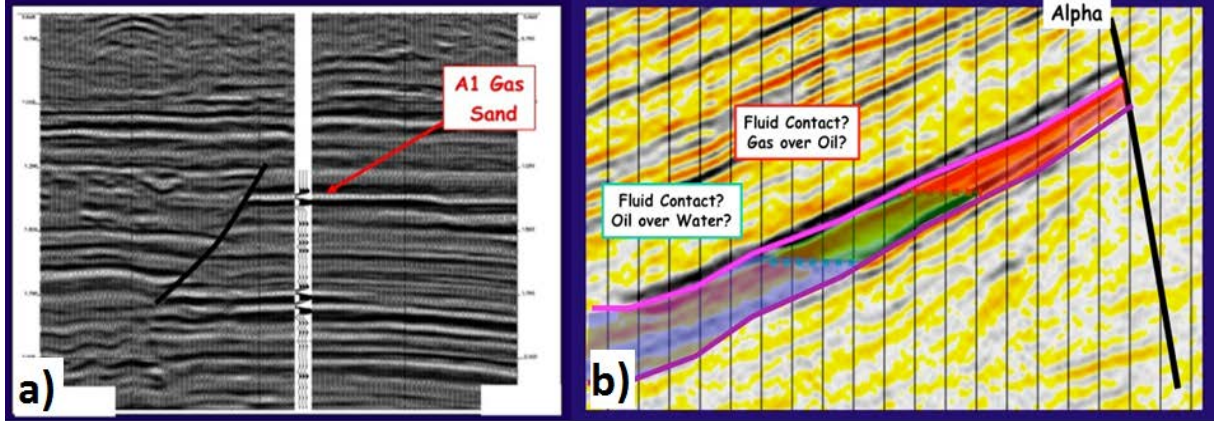 A1 Gas
Sand
a)
Alpha
Fluid Contact?
Gas over Oil?
Fluid Contact?
Oil over Water?
b)